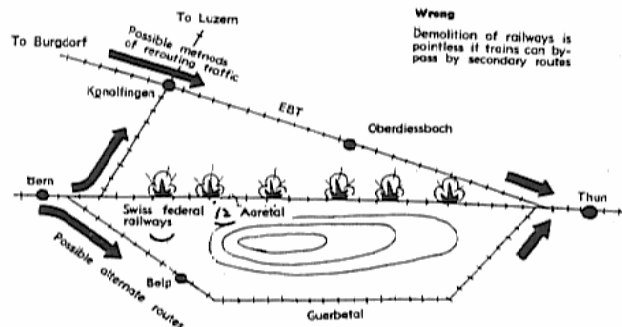 To Luzern
Wrong
Demolition of railways is
pointless if trains can by-
pass by secondary routes
To Burgdorf
Possible methods
of rerouting traffic
Konolfingen
EBT
Oberdiessbach
Bern
Thun
Swiss federal
railways
12 Aaretal
Possible alternate routes
Belp
Guerbetal